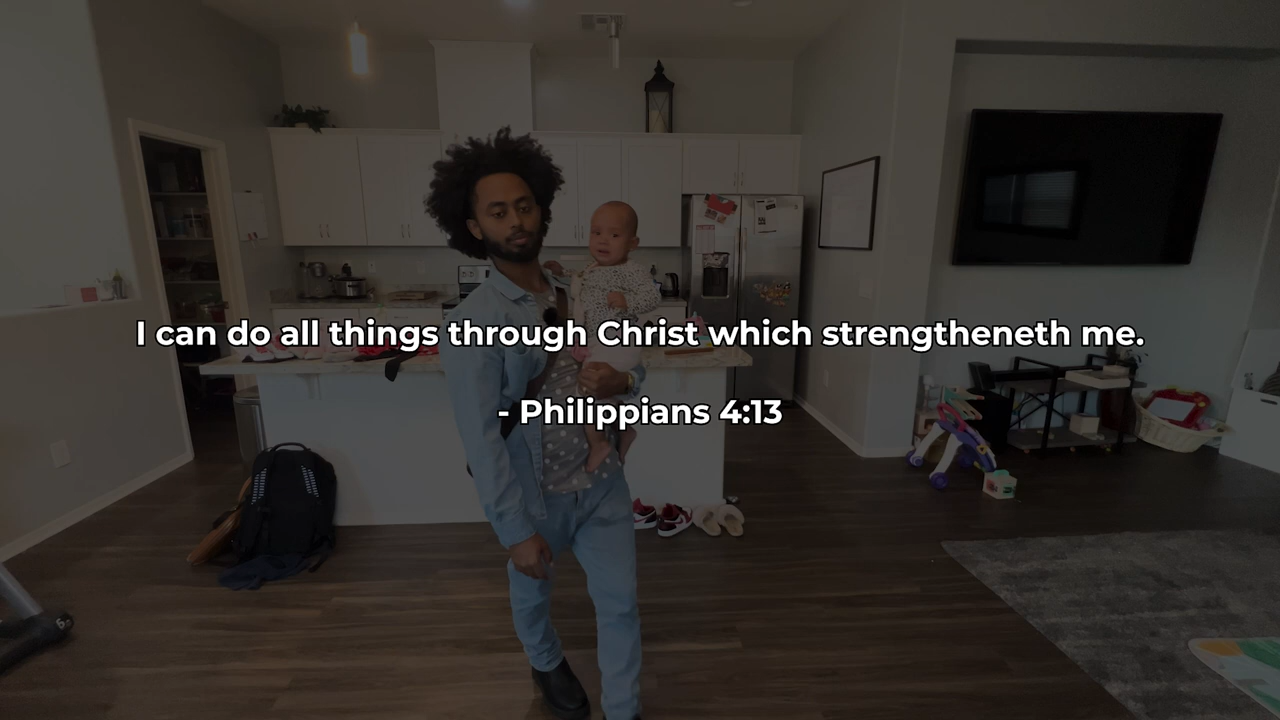 I can do all things through Christ which strengtheneth me.
- Philippians 4:13